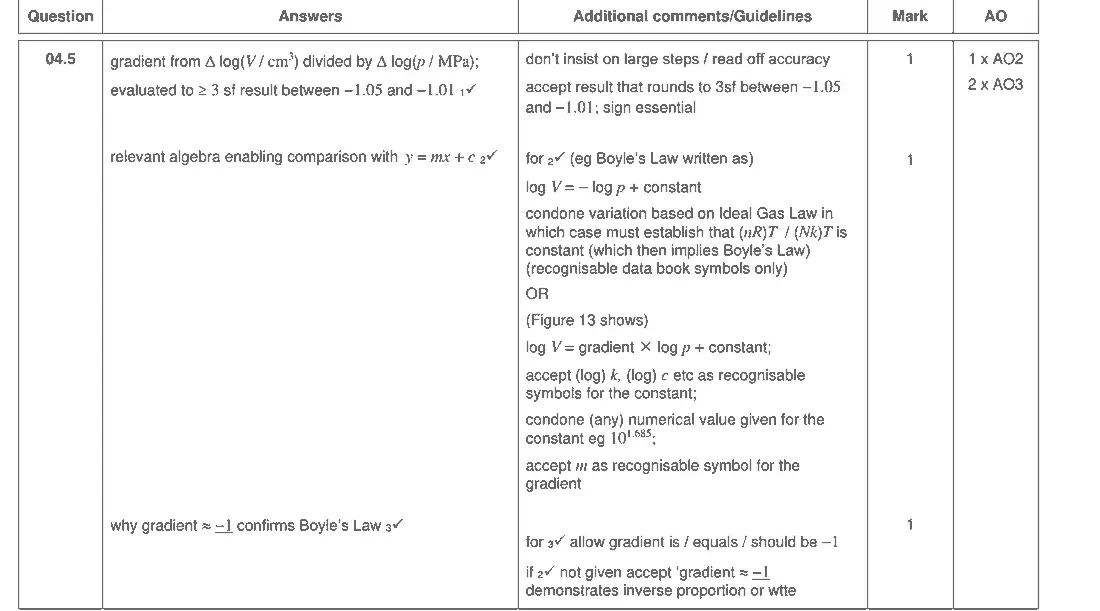 Question Answers Additional comments/Guidelines Mark AO
04.5 gradient from Δ log(V / cm³) divided by Δ log(p / MPa); don't insist on large steps / read off accuracy 1 1 x AO2
evaluated to ≥ 3 sf result between −1.05 and −1.01 ₁✓ accept result that rounds to 3sf between −1.05 2 x AO3
and −1.01; sign essential
relevant algebra enabling comparison with y = mx + c ₂✓ for ₂✓ (eg Boyle's Law written as) 1
log V = − log p + constant
condone variation based on Ideal Gas Law in
which case must establish that (nR)T / (Nk)T is
constant (which then implies Boyle's Law)
(recognisable data book symbols only)
OR
(Figure 13 shows)
log V = gradient × log p + constant;
accept (log) k, (log) c etc as recognisable
symbols for the constant;
condone (any) numerical value given for the
constant eg 10^1.685;
accept m as recognisable symbol for the
gradient
why gradient ≈ −1 confirms Boyle's Law ₃✓ 1
for ₃✓ allow gradient is / equals / should be −1
if ₂✓ not given accept 'gradient ≈ −1
demonstrates inverse proportion or wtte